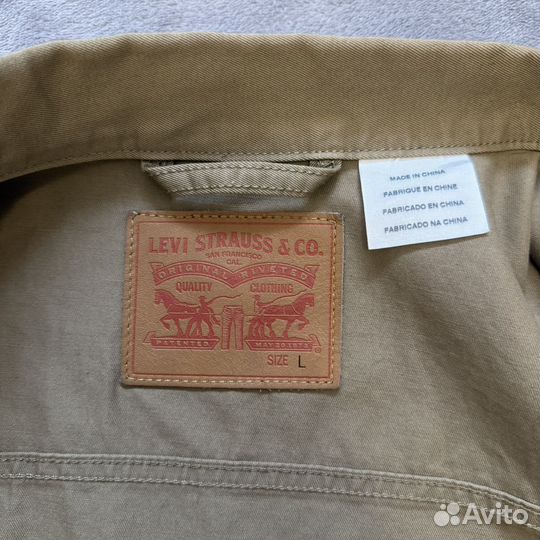 MADE IN CHINA
FABRIQUE EN CHINE
FABRICADO EN CHINA
FABRICADO NA CHINA
LEVI STRAUSS & CO.
SAN FRANCISCO
CAL.
ORIGINAL RIVETED
QUALITY CLOTHING
PATENTED MAY 20 1873
SIZE L
Avito